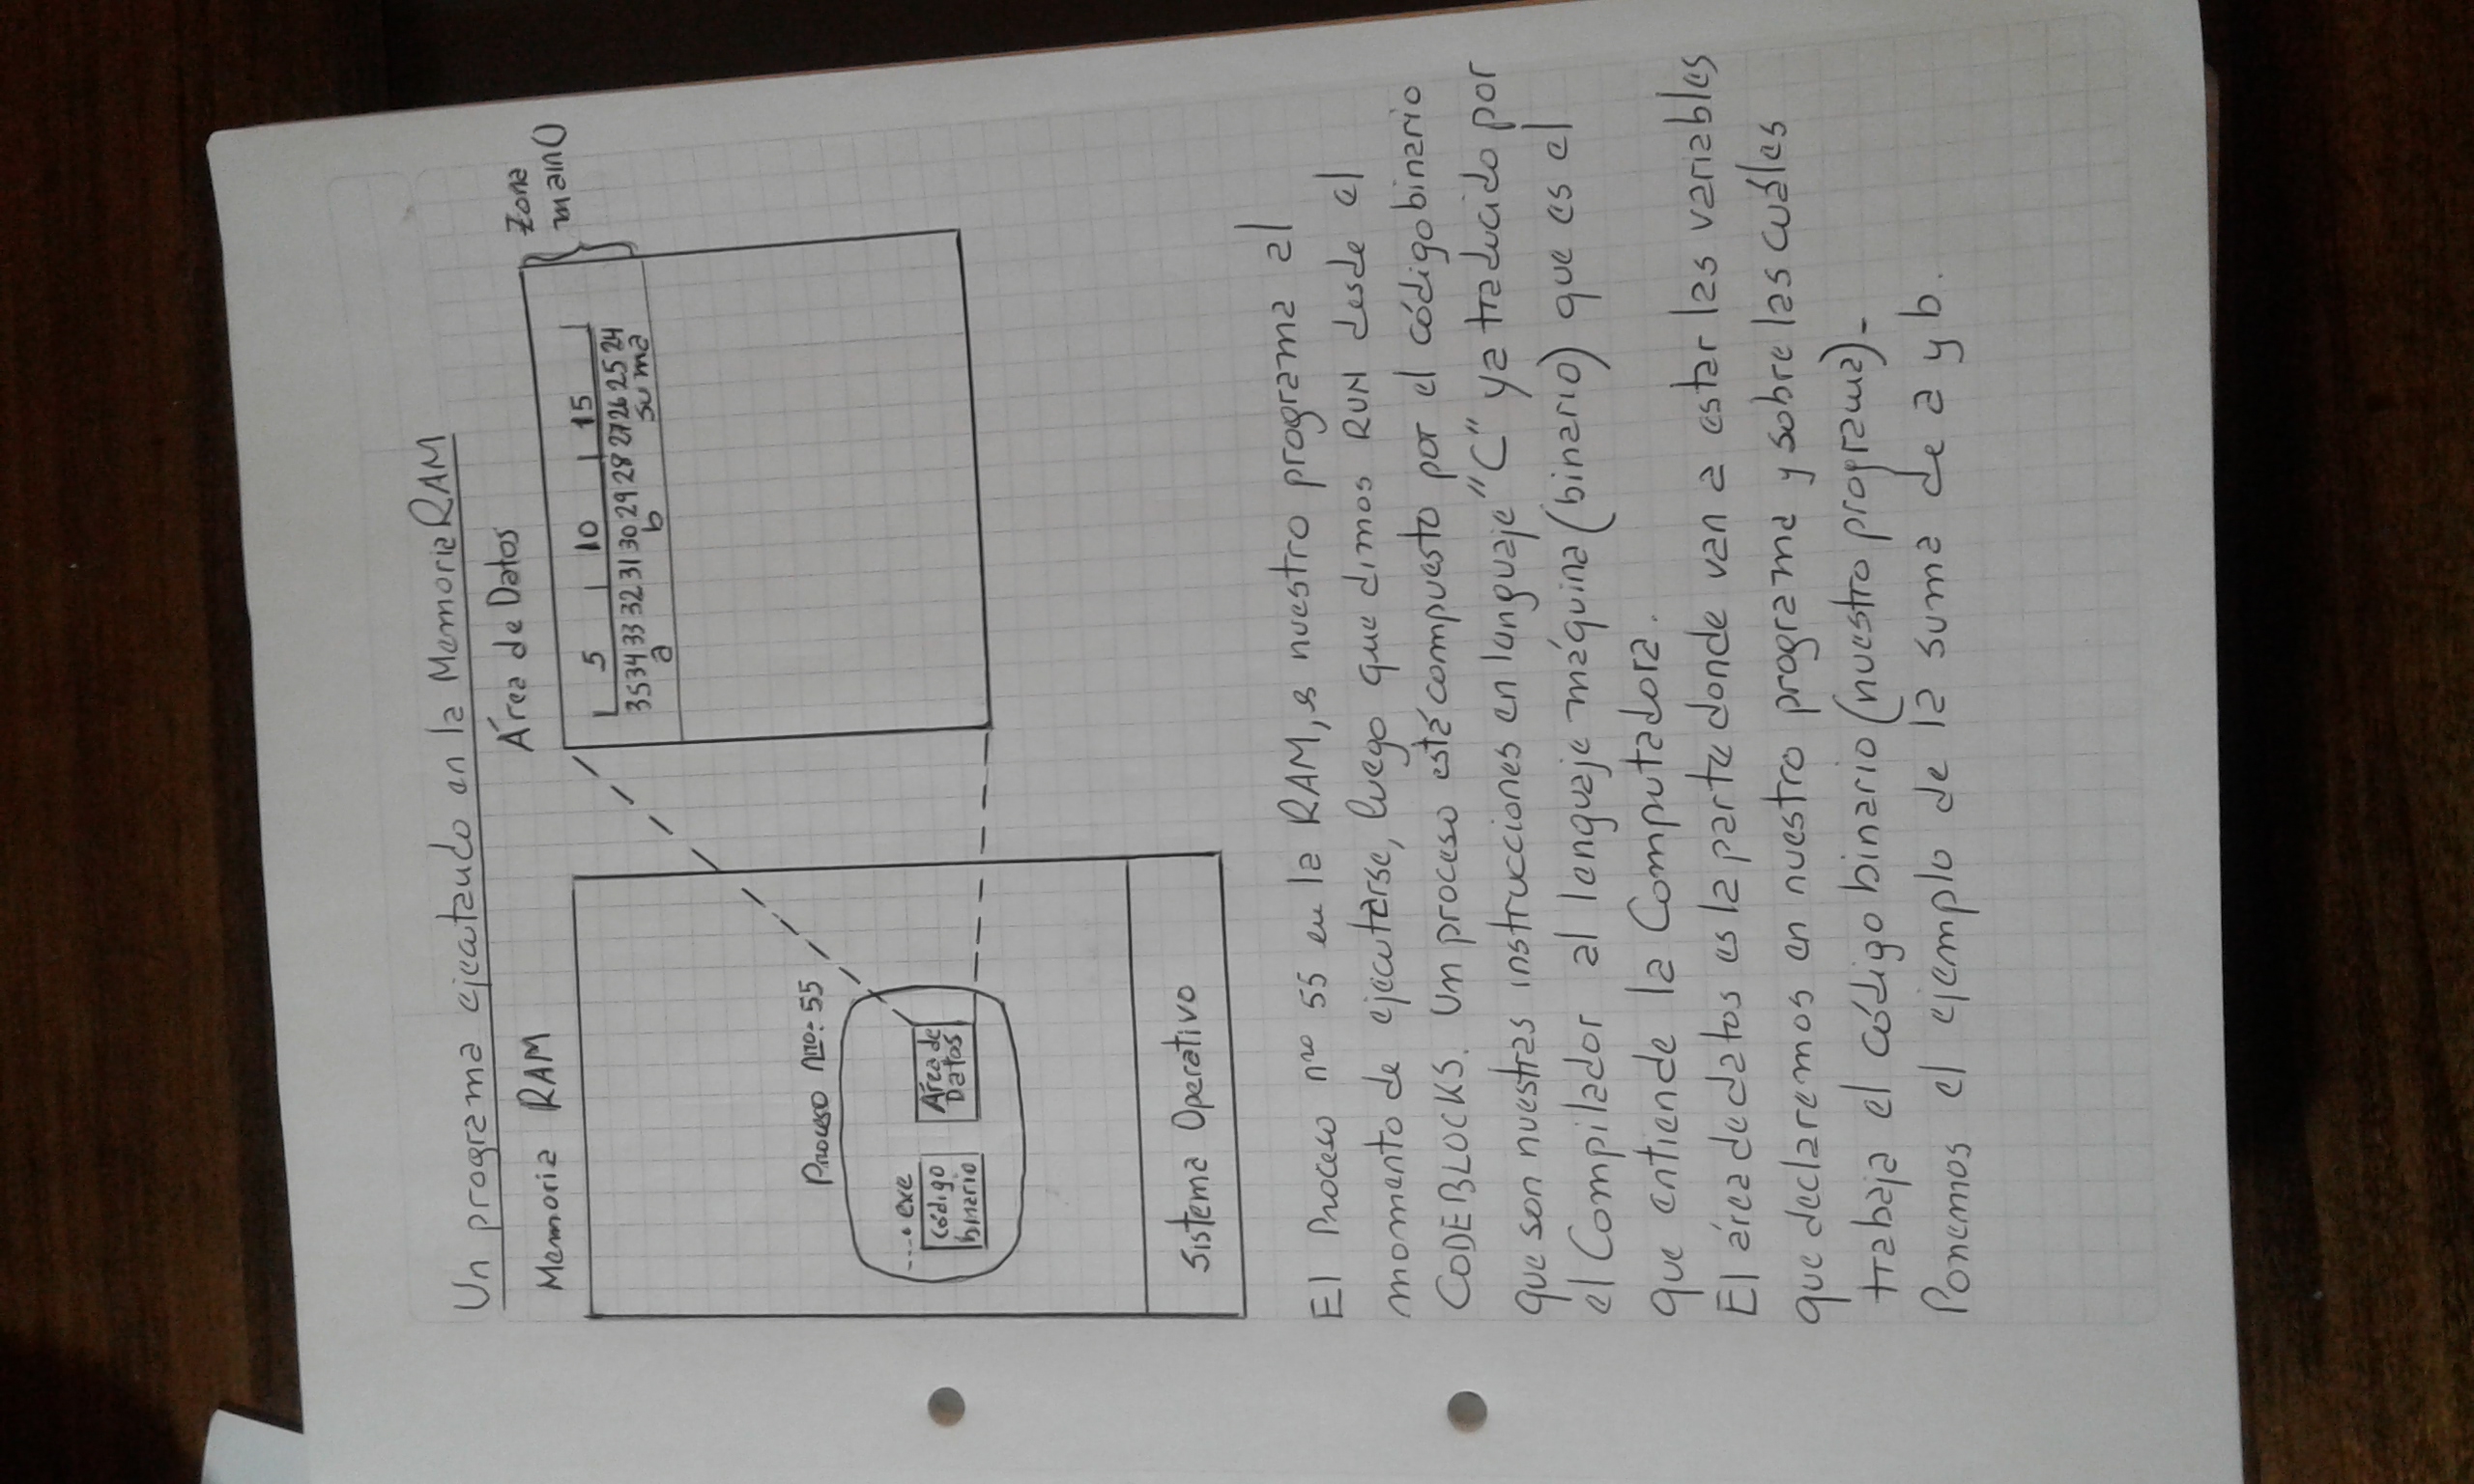 Un programa ejecutando en la Memoria RAM
Memoria RAM
Área de Datos
Zona
main()
5 10 15
35 34 33 32 31 30 29 28 27 26 25 24
a b suma
Proceso nro: 55
....exe
Código
binario
Área de
Datos
Sistema Operativo
El Proceso nro 55 en la RAM, es nuestro programa al
momento de ejecutarse, luego que dimos RUN desde el
CODEBLOCKS. Un proceso está compuesto por el código binario
que son nuestras instrucciones en lenguaje "C" ya traducido por
el Compilador al lenguaje máquina (binario) que es el
que entiende la Computadora.
El área de datos es la parte donde van a estar las variables
que declaremos en nuestro programa y sobre las cuáles
trabaja el código binario (nuestro programa)-
Ponemos el ejemplo de la suma de a y b.